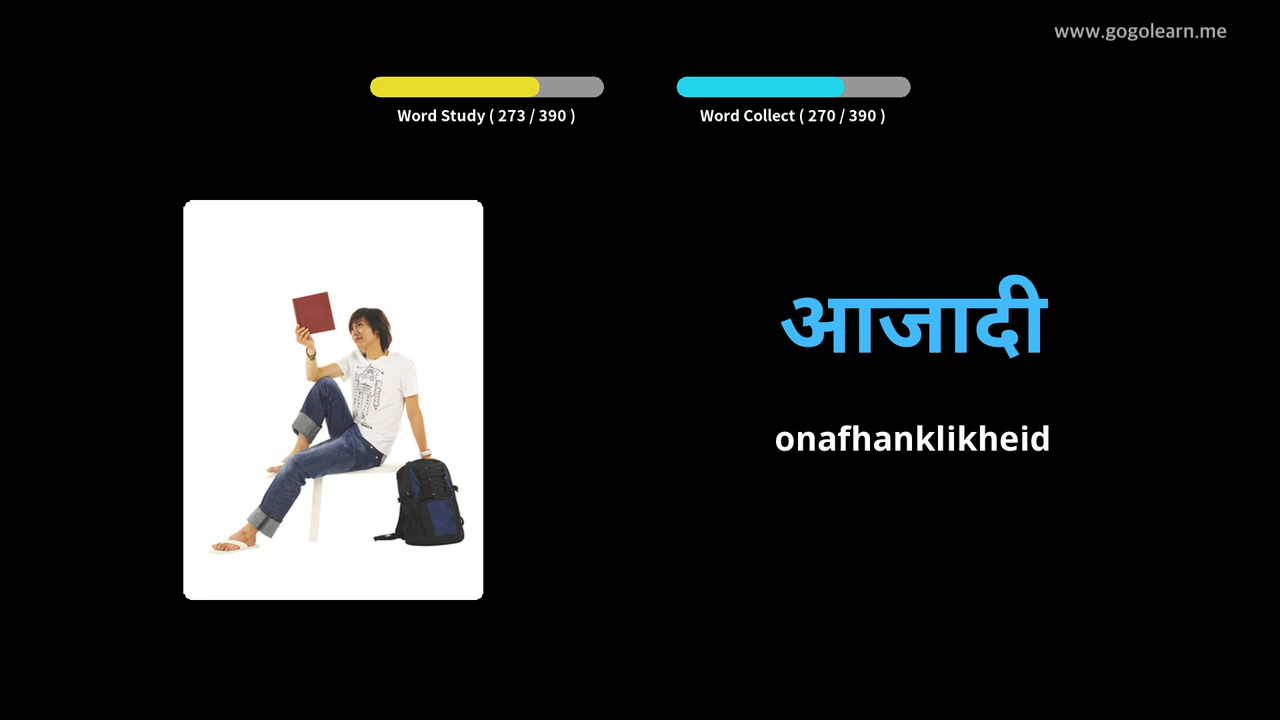 www.gogolearn.me
Word Study ( 273 / 390 )
Word Collect ( 270 / 390 )
आजादी
onafhanklikheid